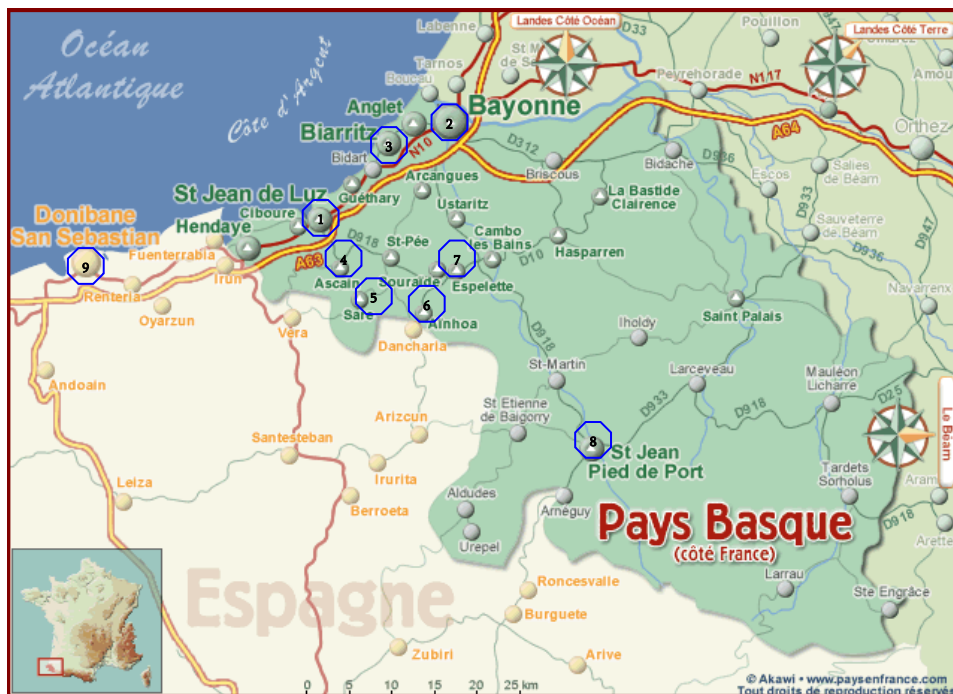 Océan
Atlantique
Côte d'Argent
Landes Côté Océan
Landes Côté Terre
Labenne
D33
Pouillon
D947
Tarnos
Boucau
Peyrehorade
N117
Amou
Anglet
Bayonne
2
Biarritz
3
N10
A64
Orthez
D312
Bidart
Briscous
Bidache
D936
Arcangues
Escos
Salies
de Béarn
Guéthary
La Bastide
Clairence
D933
St Jean de Luz
Ustaritz
Ciboure
1
Sauveterre
de Béarn
D947
Donibane
San Sebastian
Hendaye
Cambo
les Bains
D918
St-Pée
Hasparren
D10
D936
Fuenterrabia
9
A63
4
7
Irun
Ascain
Souraïde
Espelette
Renteria
5
6
Navarrenx
Oyarzun
Sare
Ainhoa
Saint Palais
Vera
Dancharia
D918
Iholdy
St-Martin
Larceveau
Mauléon
Licharre
Andoain
D25
St Etienne
de Baigorry
D933
D918
Arizcun
Le Béarn
Santesteban
8
St Jean
Pied de Port
Irurita
Tardets
Sorholus
Leiza
Aldudes
Arnéguy
Berroeta
Aram
Pays Basque
(côté France)
D918
Arette
Urepel
Espagne
Roncesvalle
Larrau
Ste Engrâce
Burguete
Zubiri
Arive
0 5 10 15 20 25 km
© Akawi • www.paysenfrance.com
Tout droits de reproduction réservés